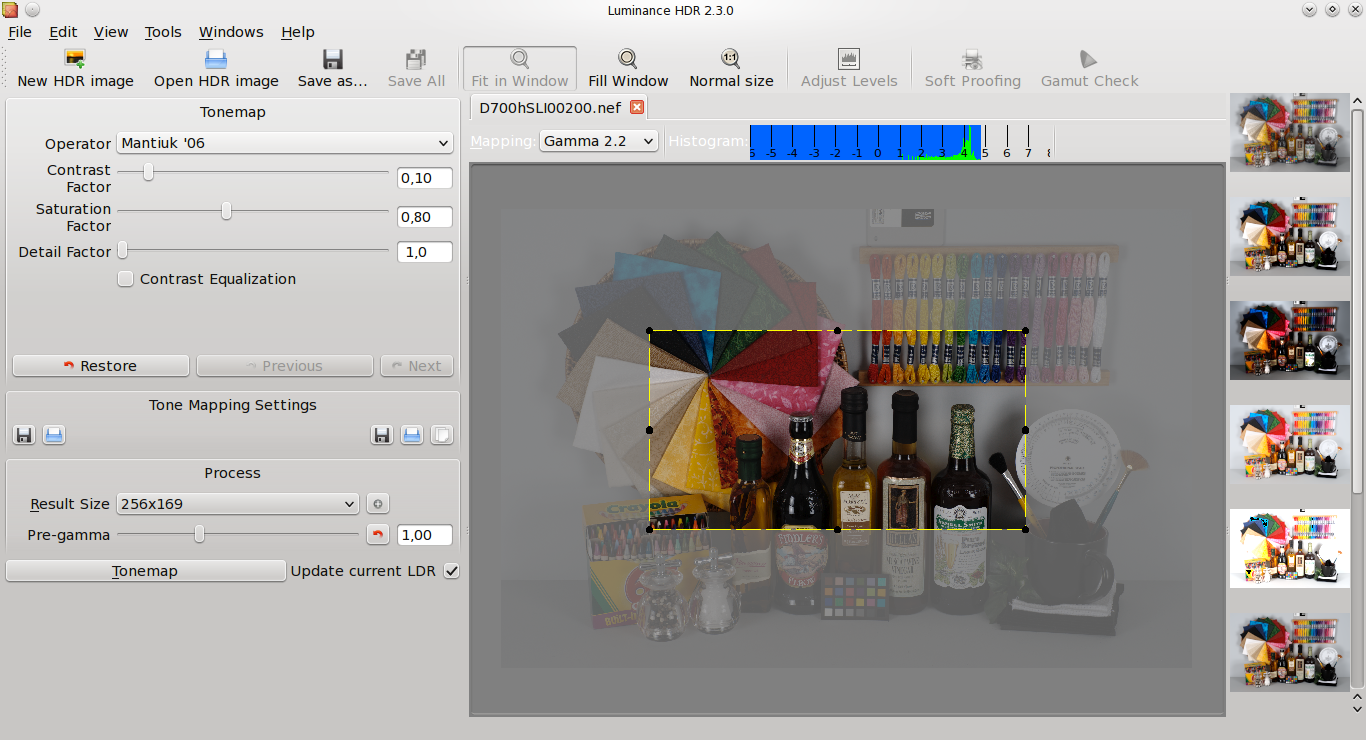 Luminance HDR 2.3.0
File Edit View Tools Windows Help
New HDR image Open HDR image Save as... Save All Fit in Window Fill Window 1:1 Normal size Adjust Levels Soft Proofing Gamut Check
Tonemap
Operator Mantiuk '06
Contrast
Factor 0,10
Saturation
Factor 0,80
Detail Factor 1,0
Contrast Equalization
Restore Previous Next
Tone Mapping Settings
Process
Result Size 256x169
Pre-gamma 1,00
Tonemap Update current LDR
D700hSLI00200.nef
Mapping: Gamma 2.2 Histogram:
-5 -4 -3 -2 -1 0 1 2 3 4 5 6 7
Crayola
FIDDLER'S